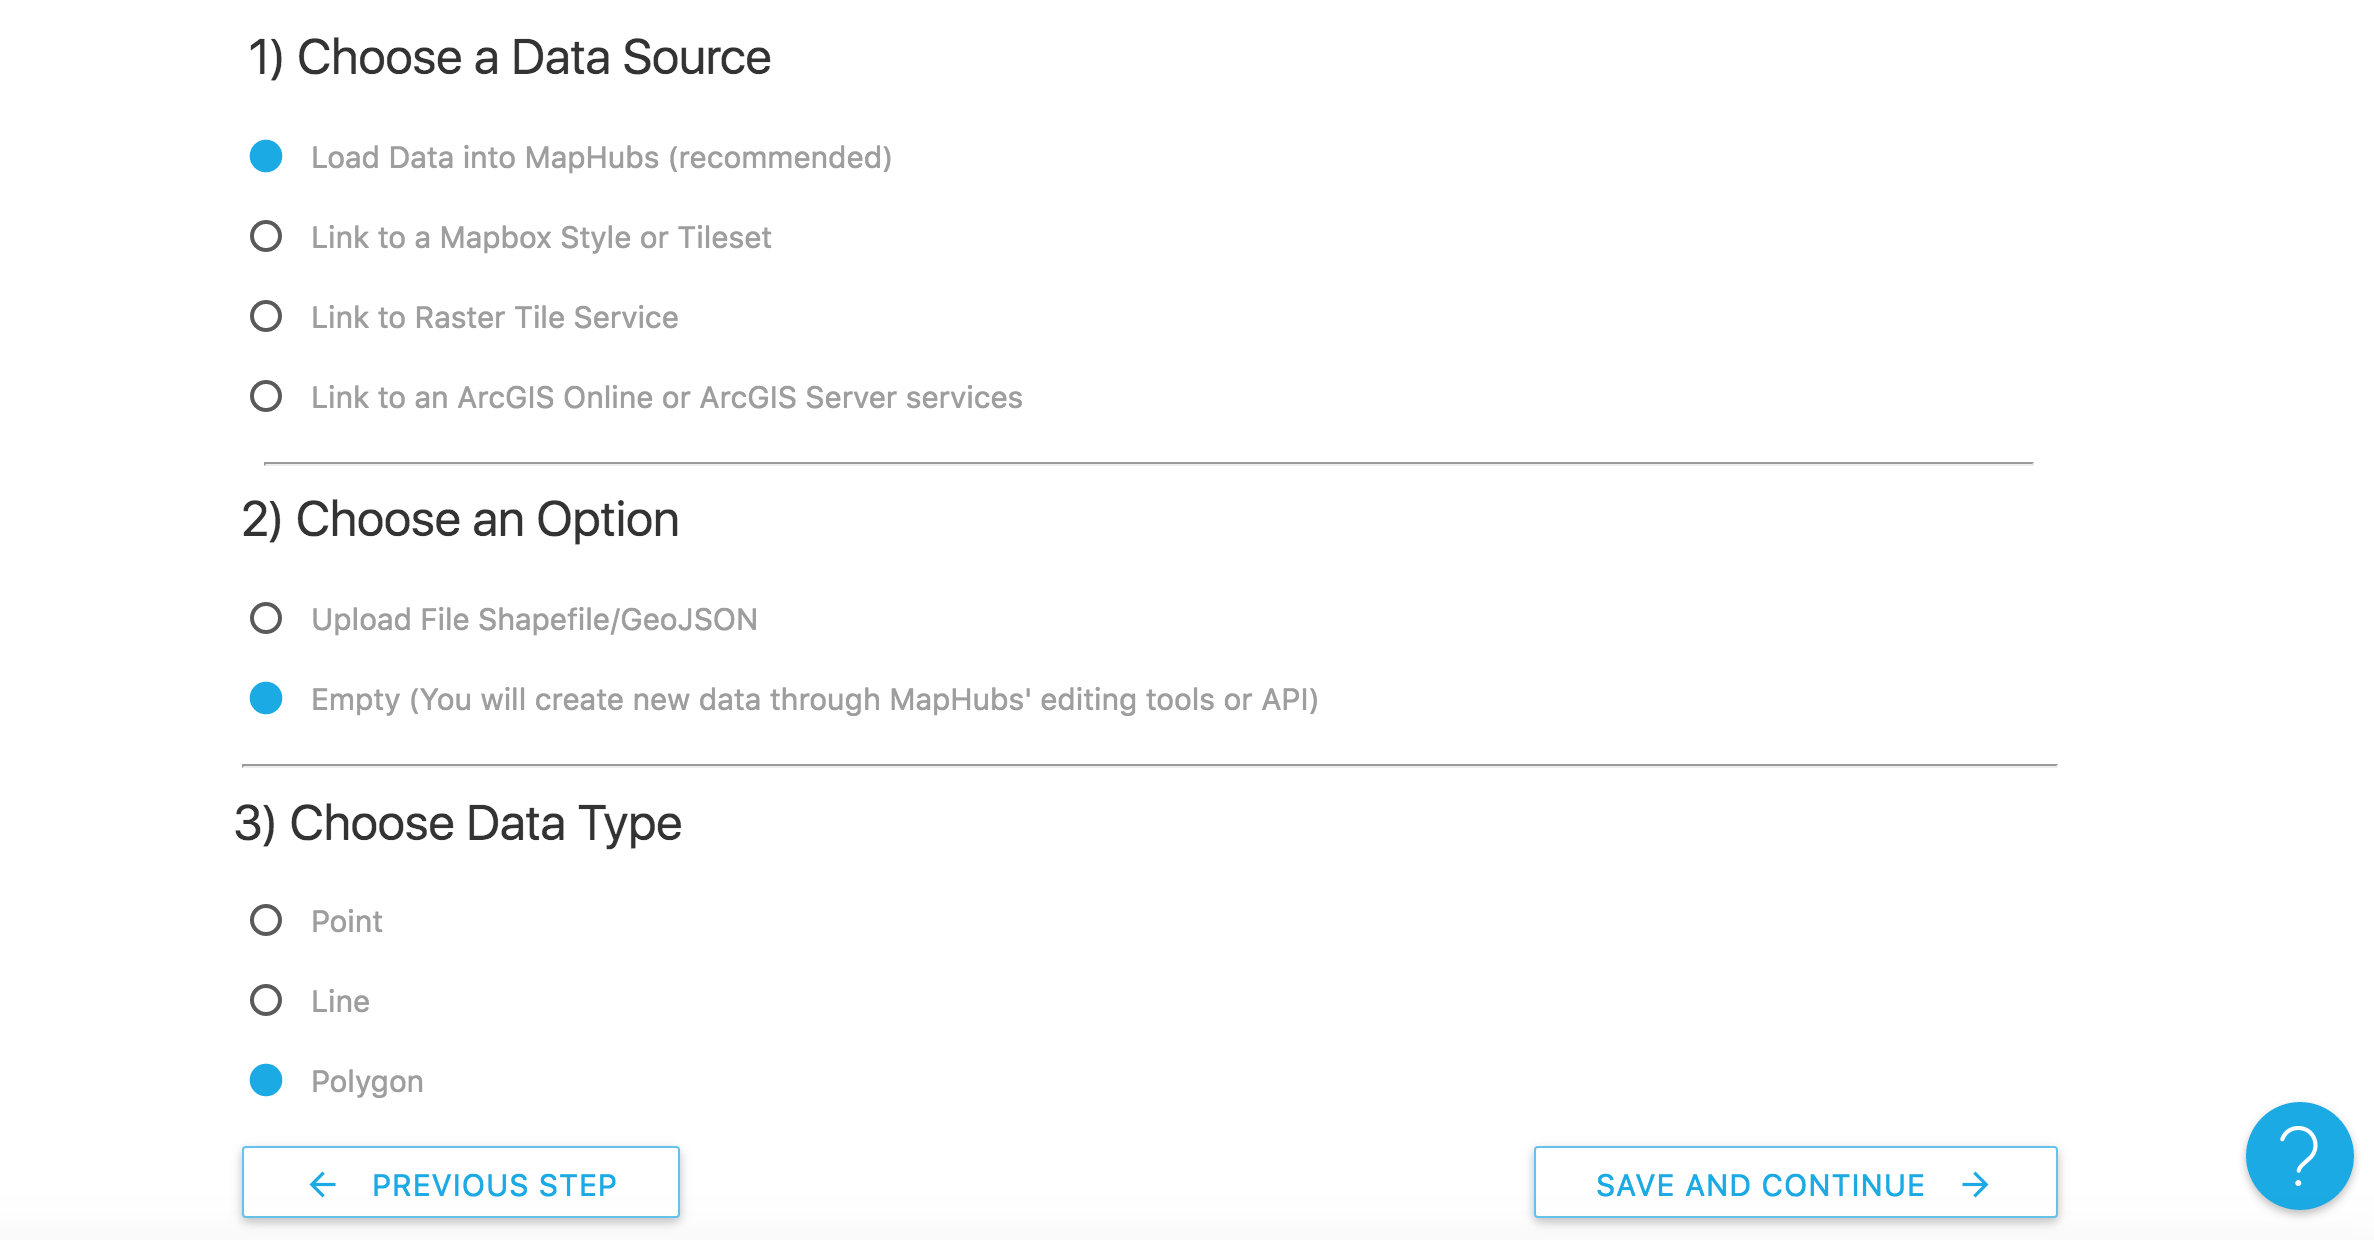 1) Choose a Data Source
Load Data into MapHubs (recommended)
Link to a Mapbox Style or Tileset
Link to Raster Tile Service
Link to an ArcGIS Online or ArcGIS Server services
2) Choose an Option
Upload File Shapefile/GeoJSON
Empty (You will create new data through MapHubs' editing tools or API)
3) Choose Data Type
Point
Line
Polygon
PREVIOUS STEP
SAVE AND CONTINUE
?